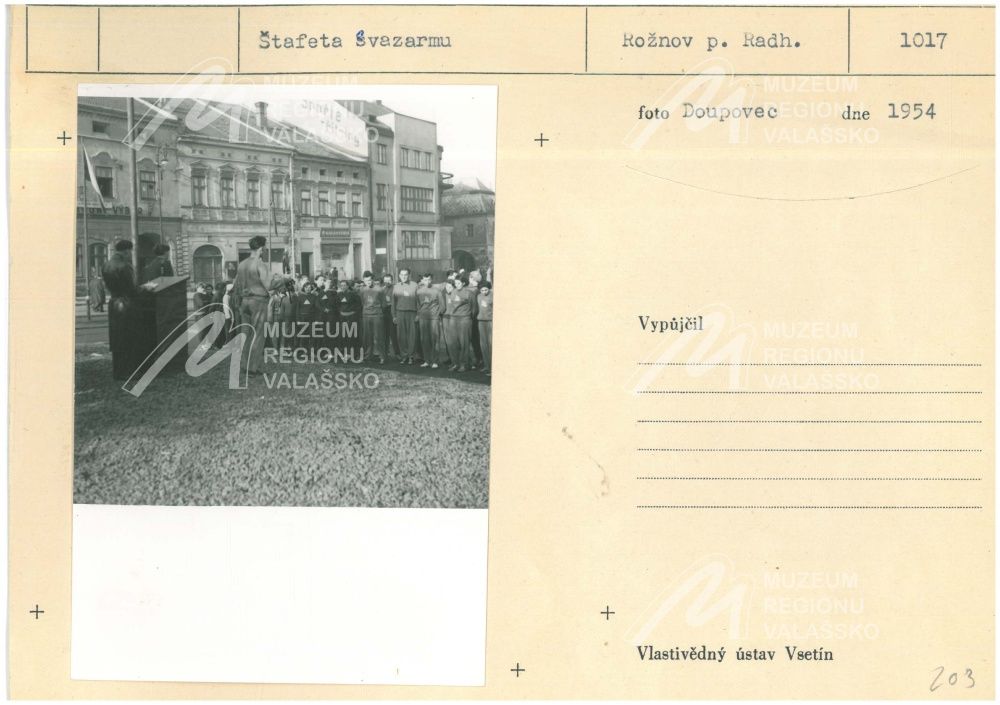 Štafeta Svazarmu
Rožnov p. Radh.
1017
foto Doupovec dne 1954
Vypůjčil
Vlastivědný ústav Vsetín
203
MUZEUM
REGIONU
VALAŠSKO
MUZEUM
REGIONU
VALAŠSKO
MUZEUM
REGIONU
VALAŠSKO
MUZEUM
REGIONU
VALAŠSKO
MUZEUM
REGIONU
VALAŠSKO